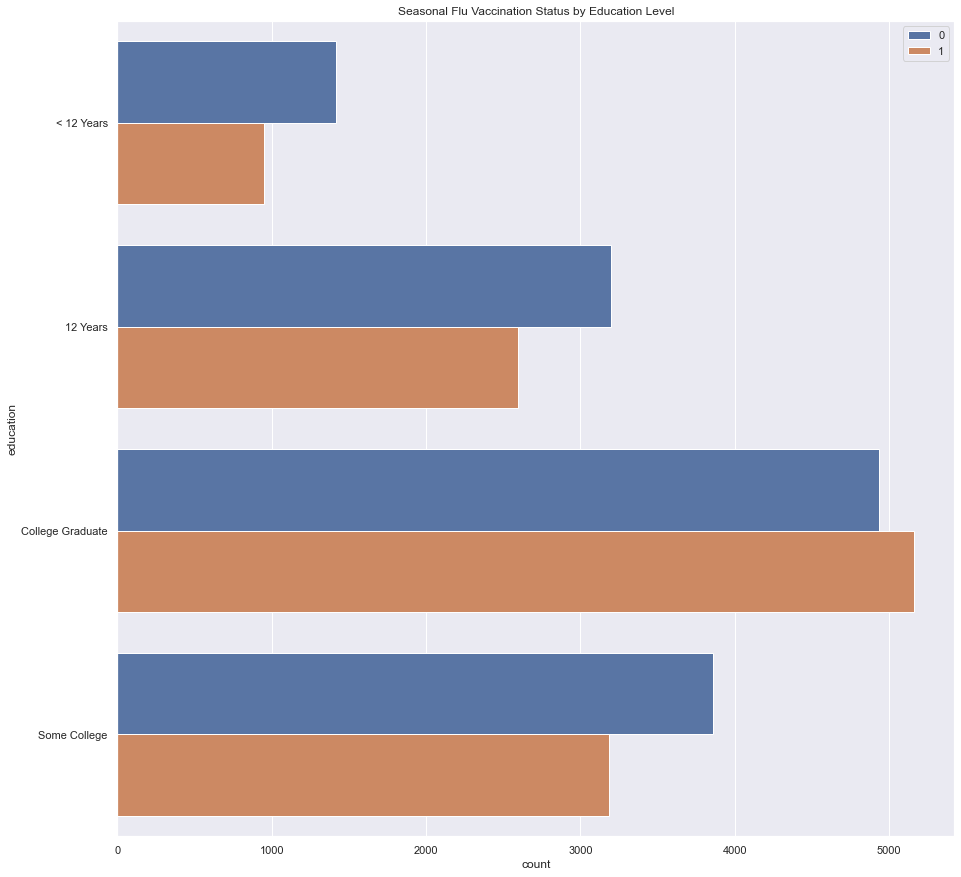 Seasonal Flu Vaccination Status by Education Level
0
1
< 12 Years
12 Years
College Graduate
Some College
education
0 1000 2000 3000 4000 5000
count